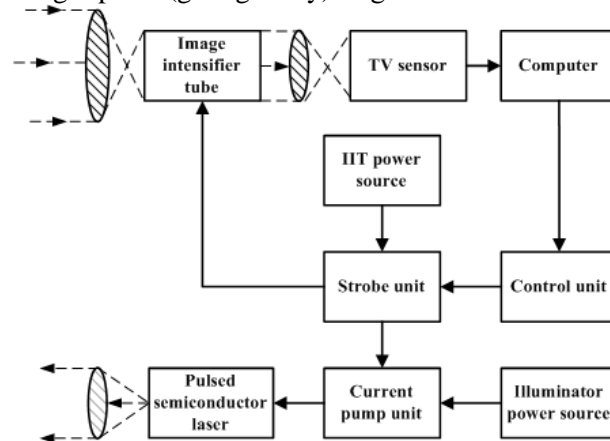 Image
intensifier
tube
TV sensor
Computer
IIT power
source
Strobe unit
Control unit
Pulsed
semiconductor
laser
Current
pump unit
Illuminator
power source